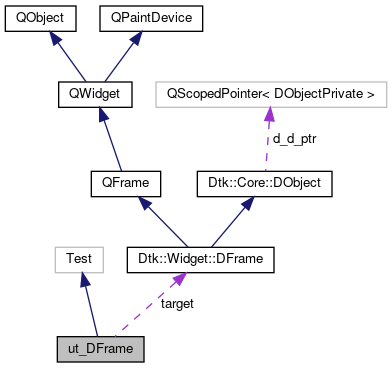 QObject
QPaintDevice
QWidget
QScopedPointer< DObjectPrivate >
d_d_ptr
QFrame
Dtk::Core::DObject
Test
Dtk::Widget::DFrame
target
ut_DFrame